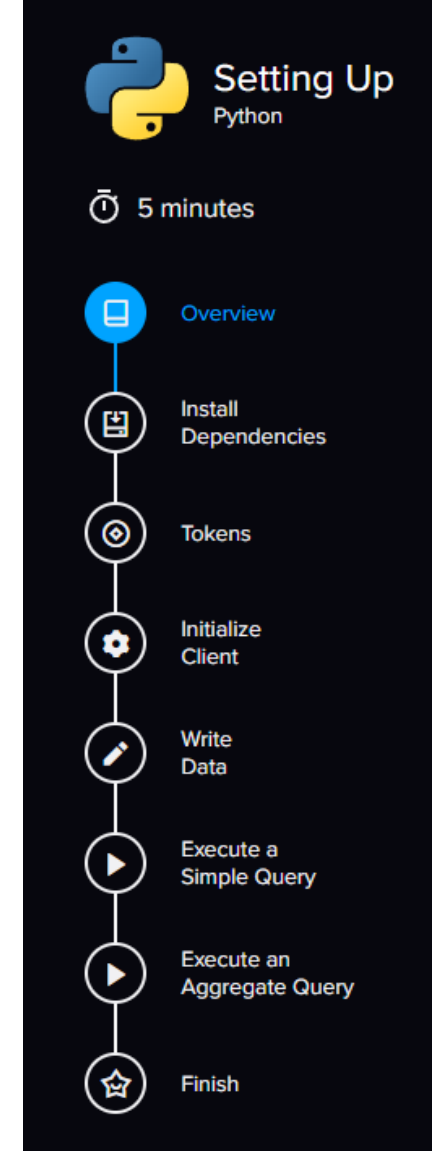 Setting Up
Python
5 minutes
Overview
Install
Dependencies
Tokens
Initialize
Client
Write
Data
Execute a
Simple Query
Execute an
Aggregate Query
Finish